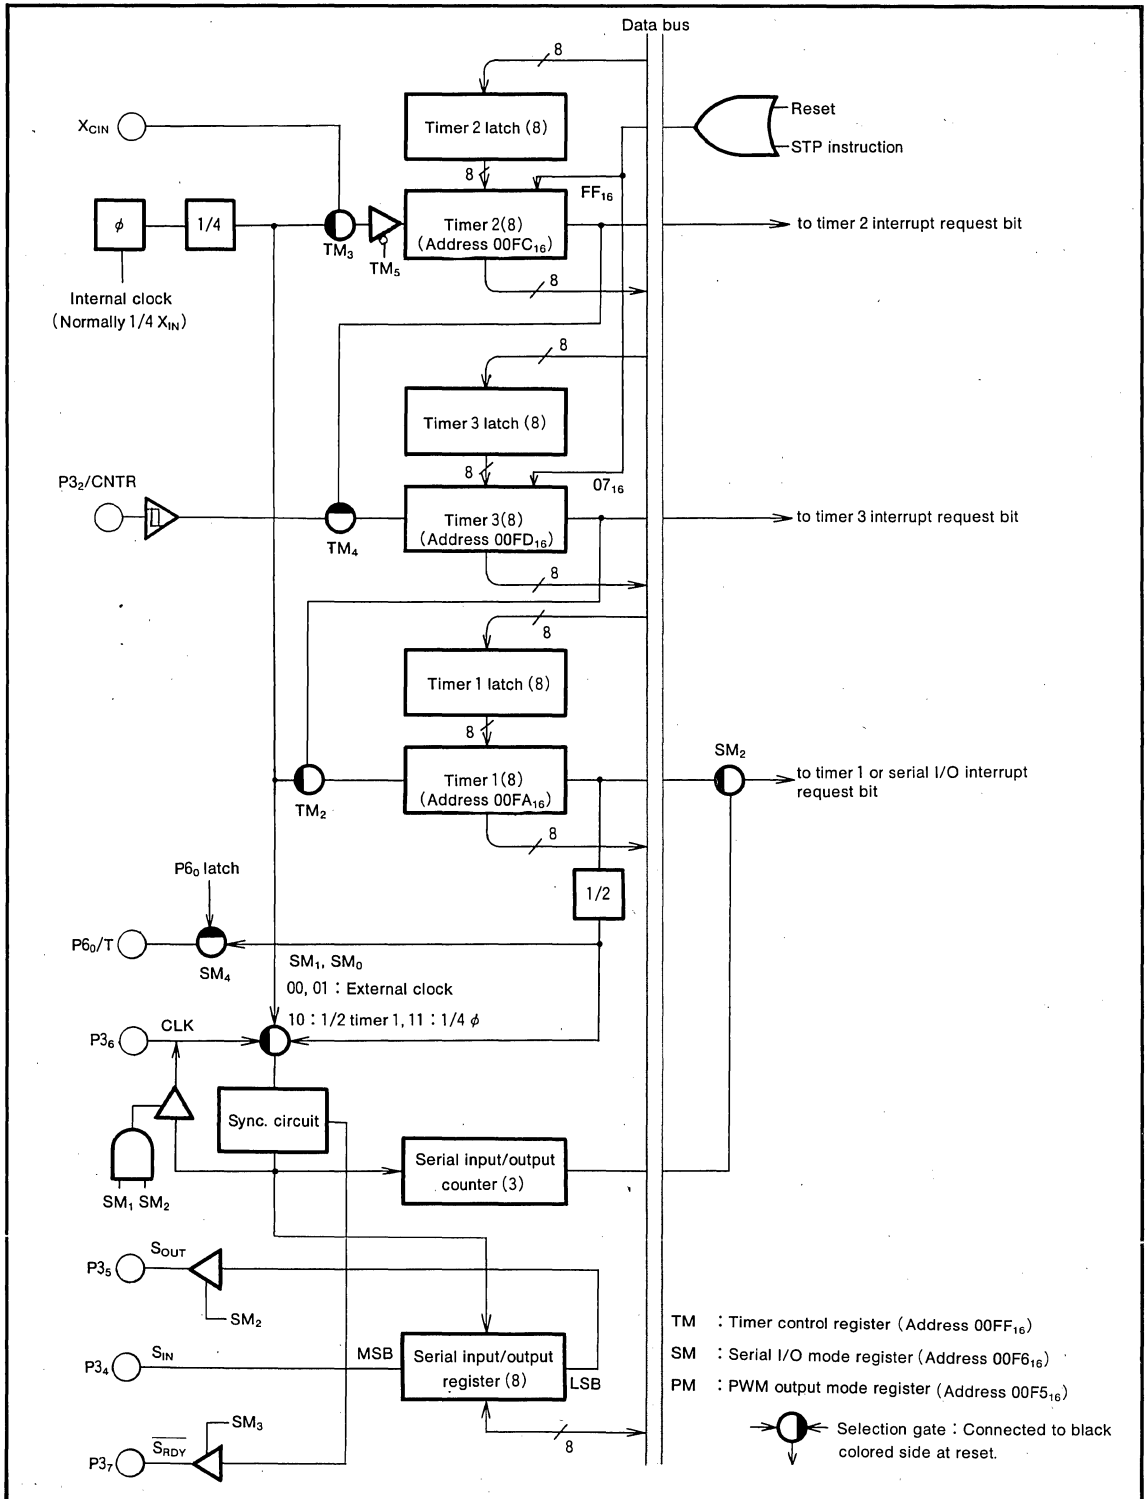 Data bus
8
Timer 2 latch (8)
Reset
STP instruction
X_CIN
8
FF₁₆
φ
1/4
TM₃
TM₅
Timer 2(8)
(Address 00FC₁₆)
to timer 2 interrupt request bit
8
Internal clock
(Normally 1/4 X_IN)
8
Timer 3 latch (8)
8
07₁₆
P3₂/CNTR
TM₄
Timer 3(8)
(Address 00FD₁₆)
to timer 3 interrupt request bit
8
8
Timer 1 latch (8)
8
TM₂
Timer 1(8)
(Address 00FA₁₆)
SM₂
to timer 1 or serial I/O interrupt
request bit
8
P6₀ latch
1/2
P6₀/T
SM₄
SM₁, SM₀
00, 01 : External clock
10 : 1/2 timer 1, 11 : 1/4 φ
P3₆
CLK
Sync. circuit
SM₁ SM₂
Serial input/output
counter (3)
P3₅
S_OUT
SM₂
P3₄
S_IN
MSB
Serial input/output
register (8)
LSB
8
P3₇
S̅_R̅D̅Y̅
SM₃
TM : Timer control register (Address 00FF₁₆)
SM : Serial I/O mode register (Address 00F6₁₆)
PM : PWM output mode register (Address 00F5₁₆)
Selection gate : Connected to black
colored side at reset.